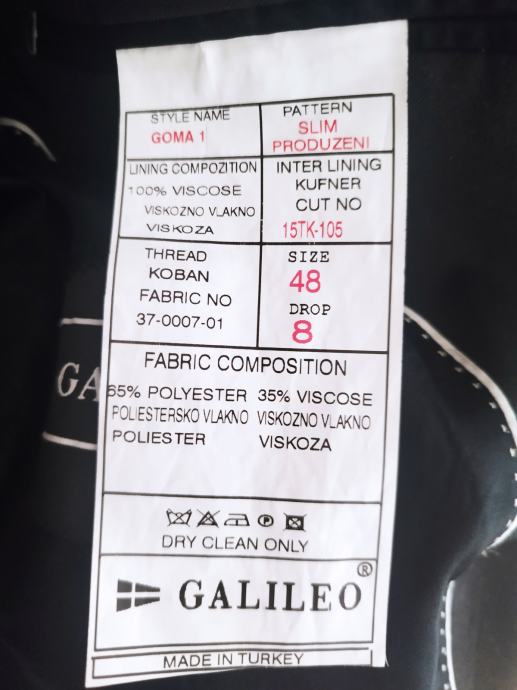 STYLE NAME
GOMA 1
PATTERN
SLIM
PRODUZENI
LINING COMPOZITION
100% VISCOSE
VISKOZNO VLAKNO
VISKOZA
INTER LINING
KUFNER
CUT NO
15TK-105
THREAD
KOBAN
FABRIC NO
37-0007-01
SIZE
48
DROP
8
FABRIC COMPOSITION
65% POLYESTER 35% VISCOSE
POLIESTERSKO VLAKNO VISKOZNO VLAKNO
POLIESTER VISKOZA
DRY CLEAN ONLY
GALILEO®
MADE IN TURKEY
GA